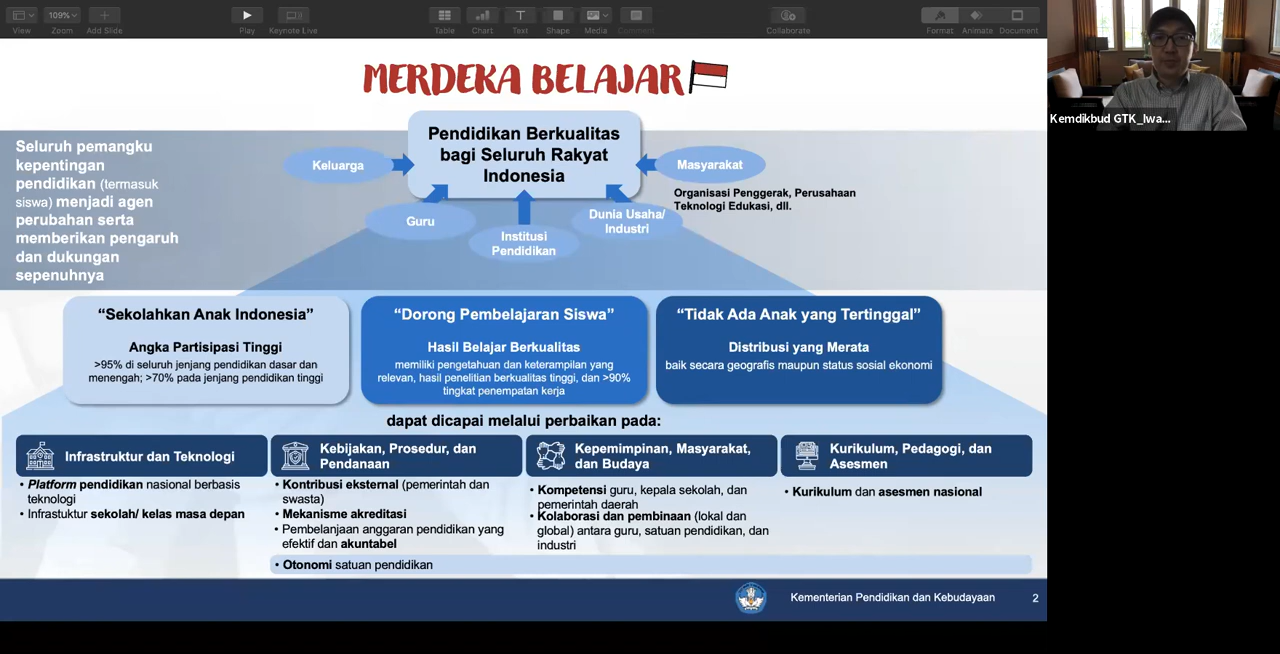 View
109%
Zoom
Add Slide
Play
Keynote Live
Table
Chart
Text
Shape
Media
Comment
Collaborate
Format
Animate
Document
MERDEKA BELAJAR
Kemdikbud GTK_Iwa...
Pendidikan Berkualitas
bagi Seluruh Rakyat
Indonesia
Seluruh pemangku
kepentingan
pendidikan (termasuk
siswa) menjadi agen
perubahan serta
memberikan pengaruh
dan dukungan
sepenuhnya
Keluarga
Guru
Institusi
Pendidikan
Dunia Usaha/
Industri
Masyarakat
Organisasi Penggerak, Perusahaan
Teknologi Edukasi, dll.
“Sekolahkan Anak Indonesia”
Angka Partisipasi Tinggi
>95% di seluruh jenjang pendidikan dasar dan
menengah; >70% pada jenjang pendidikan tinggi
“Dorong Pembelajaran Siswa”
Hasil Belajar Berkualitas
memiliki pengetahuan dan keterampilan yang
relevan, hasil penelitian berkualitas tinggi, dan >90%
tingkat penempatan kerja
“Tidak Ada Anak yang Tertinggal”
Distribusi yang Merata
baik secara geografis maupun status sosial ekonomi
dapat dicapai melalui perbaikan pada:
Infrastruktur dan Teknologi
• Platform pendidikan nasional berbasis
teknologi
• Infrastuktur sekolah/ kelas masa depan
Kebijakan, Prosedur, dan
Pendanaan
• Kontribusi eksternal (pemerintah dan
swasta)
• Mekanisme akreditasi
• Pembelanjaan anggaran pendidikan yang
efektif dan akuntabel
Kepemimpinan, Masyarakat,
dan Budaya
• Kompetensi guru, kepala sekolah, dan
pemerintah daerah
• Kolaborasi dan pembinaan (lokal dan
global) antara guru, satuan pendidikan, dan
industri
Kurikulum, Pedagogi, dan
Asesmen
• Kurikulum dan asesmen nasional
• Otonomi satuan pendidikan
Kementerian Pendidikan dan Kebudayaan
2